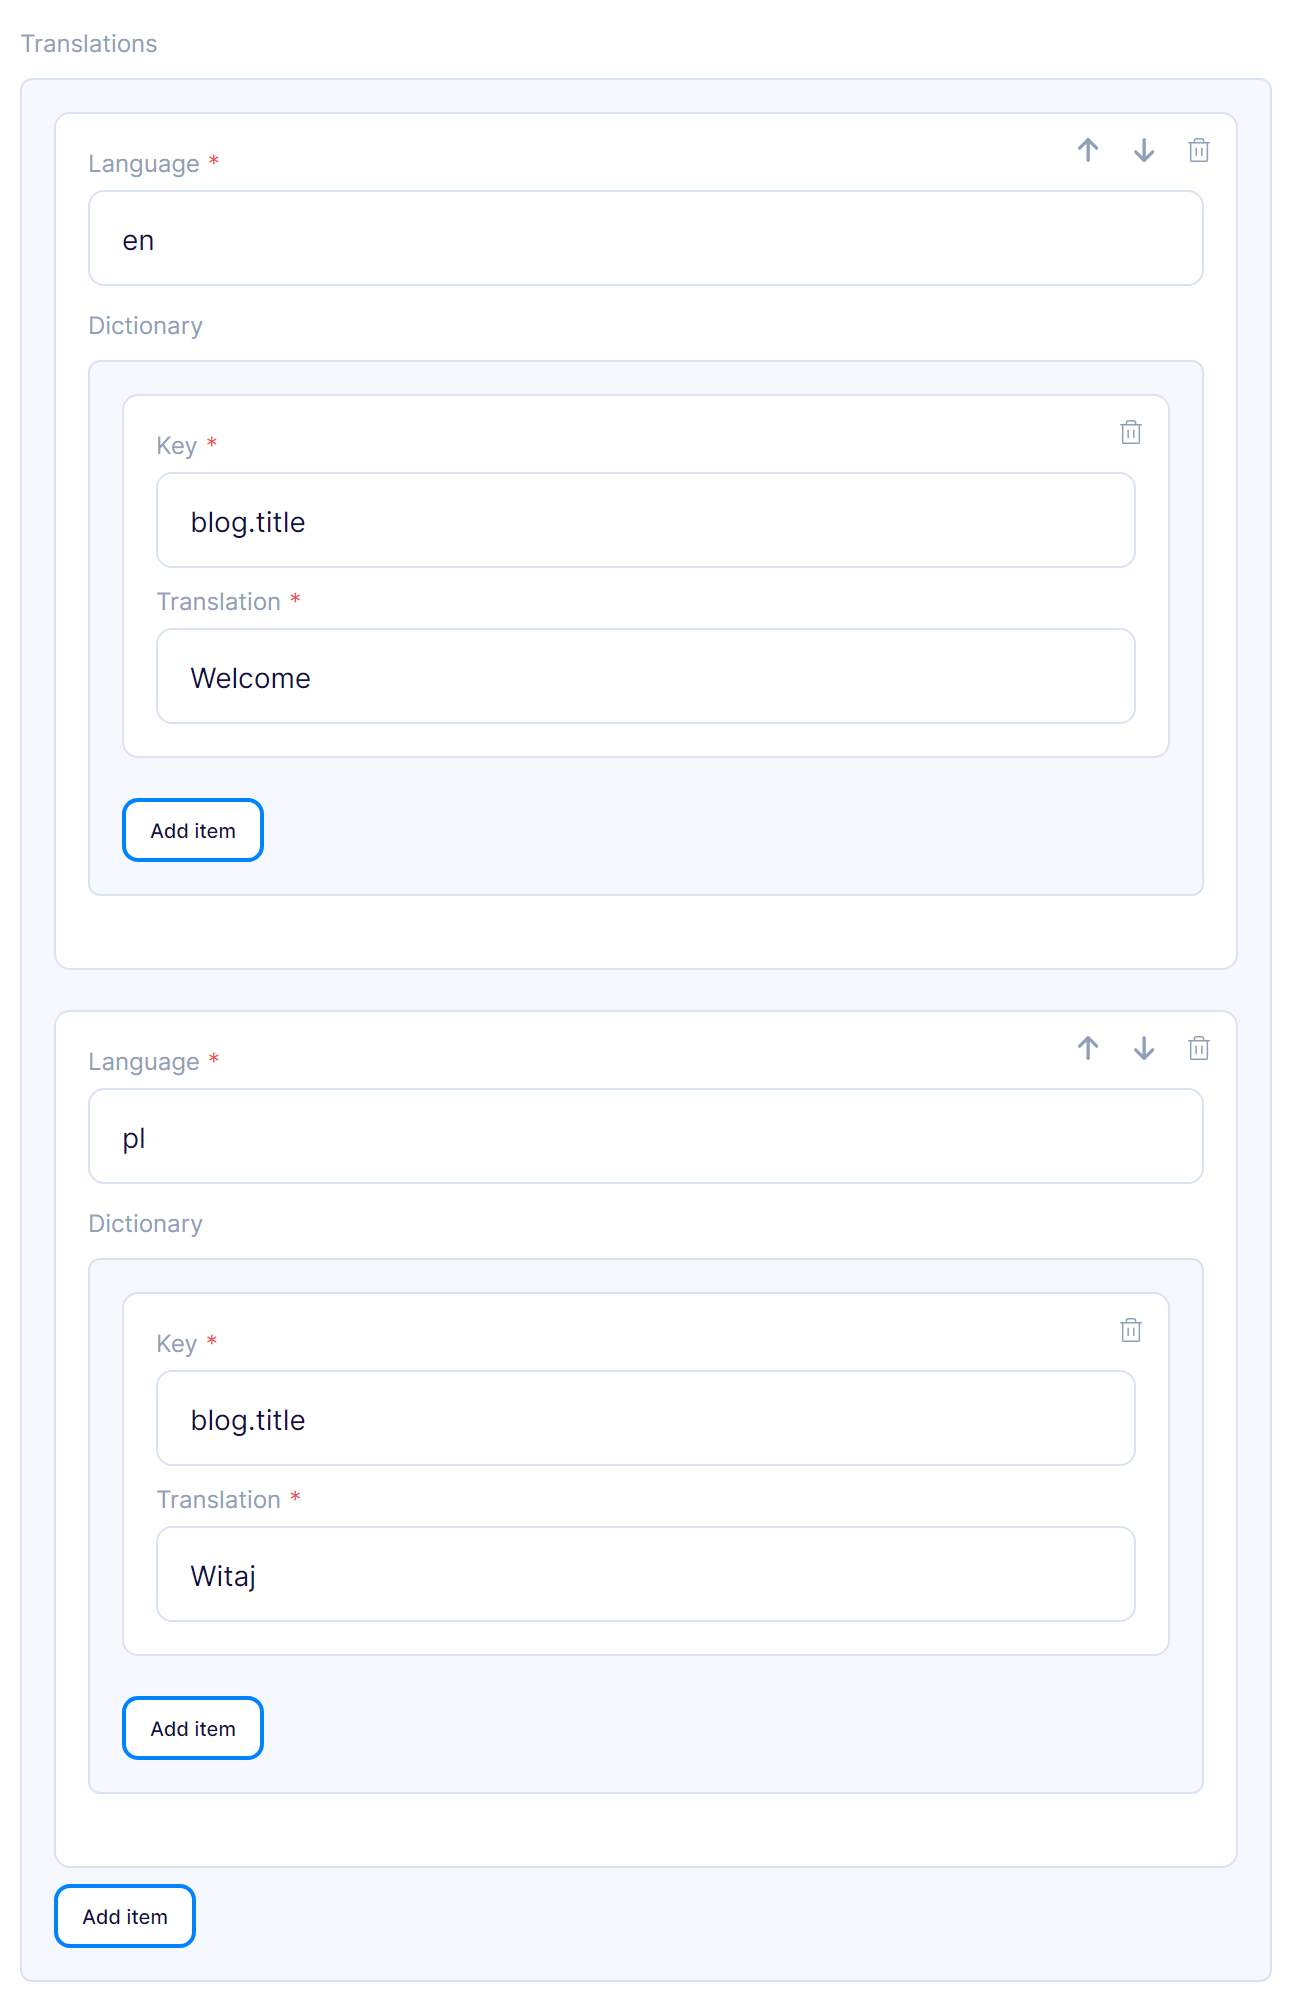 Translations
Language *
en
Dictionary
Key *
blog.title
Translation *
Welcome
Add item
Language *
pl
Dictionary
Key *
blog.title
Translation *
Witaj
Add item
Add item